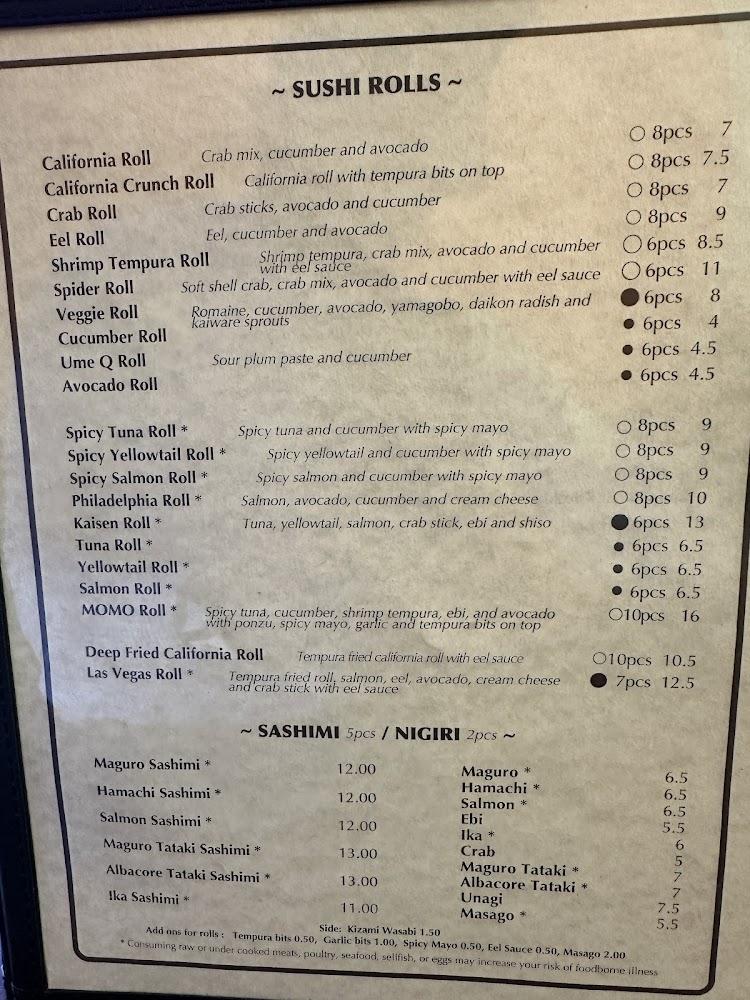 ~ SUSHI ROLLS ~
California Roll Crab mix, cucumber and avocado ○ 8pcs 7
California Crunch Roll California roll with tempura bits on top ○ 8pcs 7.5
Crab Roll Crab sticks, avocado and cucumber ○ 8pcs 7
Eel Roll Eel, cucumber and avocado ○ 8pcs 9
Shrimp Tempura Roll Shrimp tempura, crab mix, avocado and cucumber ○ 6pcs 8.5
with eel sauce
Spider Roll Soft shell crab, crab mix, avocado and cucumber with eel sauce ○ 6pcs 11
Veggie Roll Romaine, cucumber, avocado, yamagobo, daikon radish and ● 6pcs 8
kaiware sprouts
Cucumber Roll ● 6pcs 4
Ume Q Roll Sour plum paste and cucumber ● 6pcs 4.5
Avocado Roll ● 6pcs 4.5
Spicy Tuna Roll * Spicy tuna and cucumber with spicy mayo ○ 8pcs 9
Spicy Yellowtail Roll * Spicy yellowtail and cucumber with spicy mayo ○ 8pcs 9
Spicy Salmon Roll * Spicy salmon and cucumber with spicy mayo ○ 8pcs 9
Philadelphia Roll * Salmon, avocado, cucumber and cream cheese ○ 8pcs 10
Kaisen Roll * Tuna, yellowtail, salmon, crab stick, ebi and shiso ● 6pcs 13
Tuna Roll * ● 6pcs 6.5
Yellowtail Roll * ● 6pcs 6.5
Salmon Roll * ● 6pcs 6.5
MOMO Roll * Spicy tuna, cucumber, shrimp tempura, ebi, and avocado ○10pcs 16
with ponzu, spicy mayo, garlic and tempura bits on top
Deep Fried California Roll Tempura fried california roll with eel sauce ○10pcs 10.5
Las Vegas Roll * Tempura fried roll, salmon, eel, avocado, cream cheese ● 7pcs 12.5
and crab stick with eel sauce
~ SASHIMI 5pcs / NIGIRI 2pcs ~
Maguro Sashimi * 12.00
Hamachi Sashimi * 12.00
Salmon Sashimi * 12.00
Maguro Tataki Sashimi * 13.00
Albacore Tataki Sashimi * 13.00
Ika Sashimi * 11.00
Maguro * 6.5
Hamachi * 6.5
Salmon * 6.5
Ebi 5.5
Ika * 6
Crab 5
Maguro Tataki * 7
Albacore Tataki * 7
Unagi 7.5
Masago * 5.5
Side: Kizami Wasabi 1.50
Add ons for rolls : Tempura bits 0.50, Garlic bits 1.00, Spicy Mayo 0.50, Eel Sauce 0.50, Masago 2.00
* Consuming raw or under cooked meats, poultry, seafood, sellfish, or eggs may increase your risk of foodborne illness